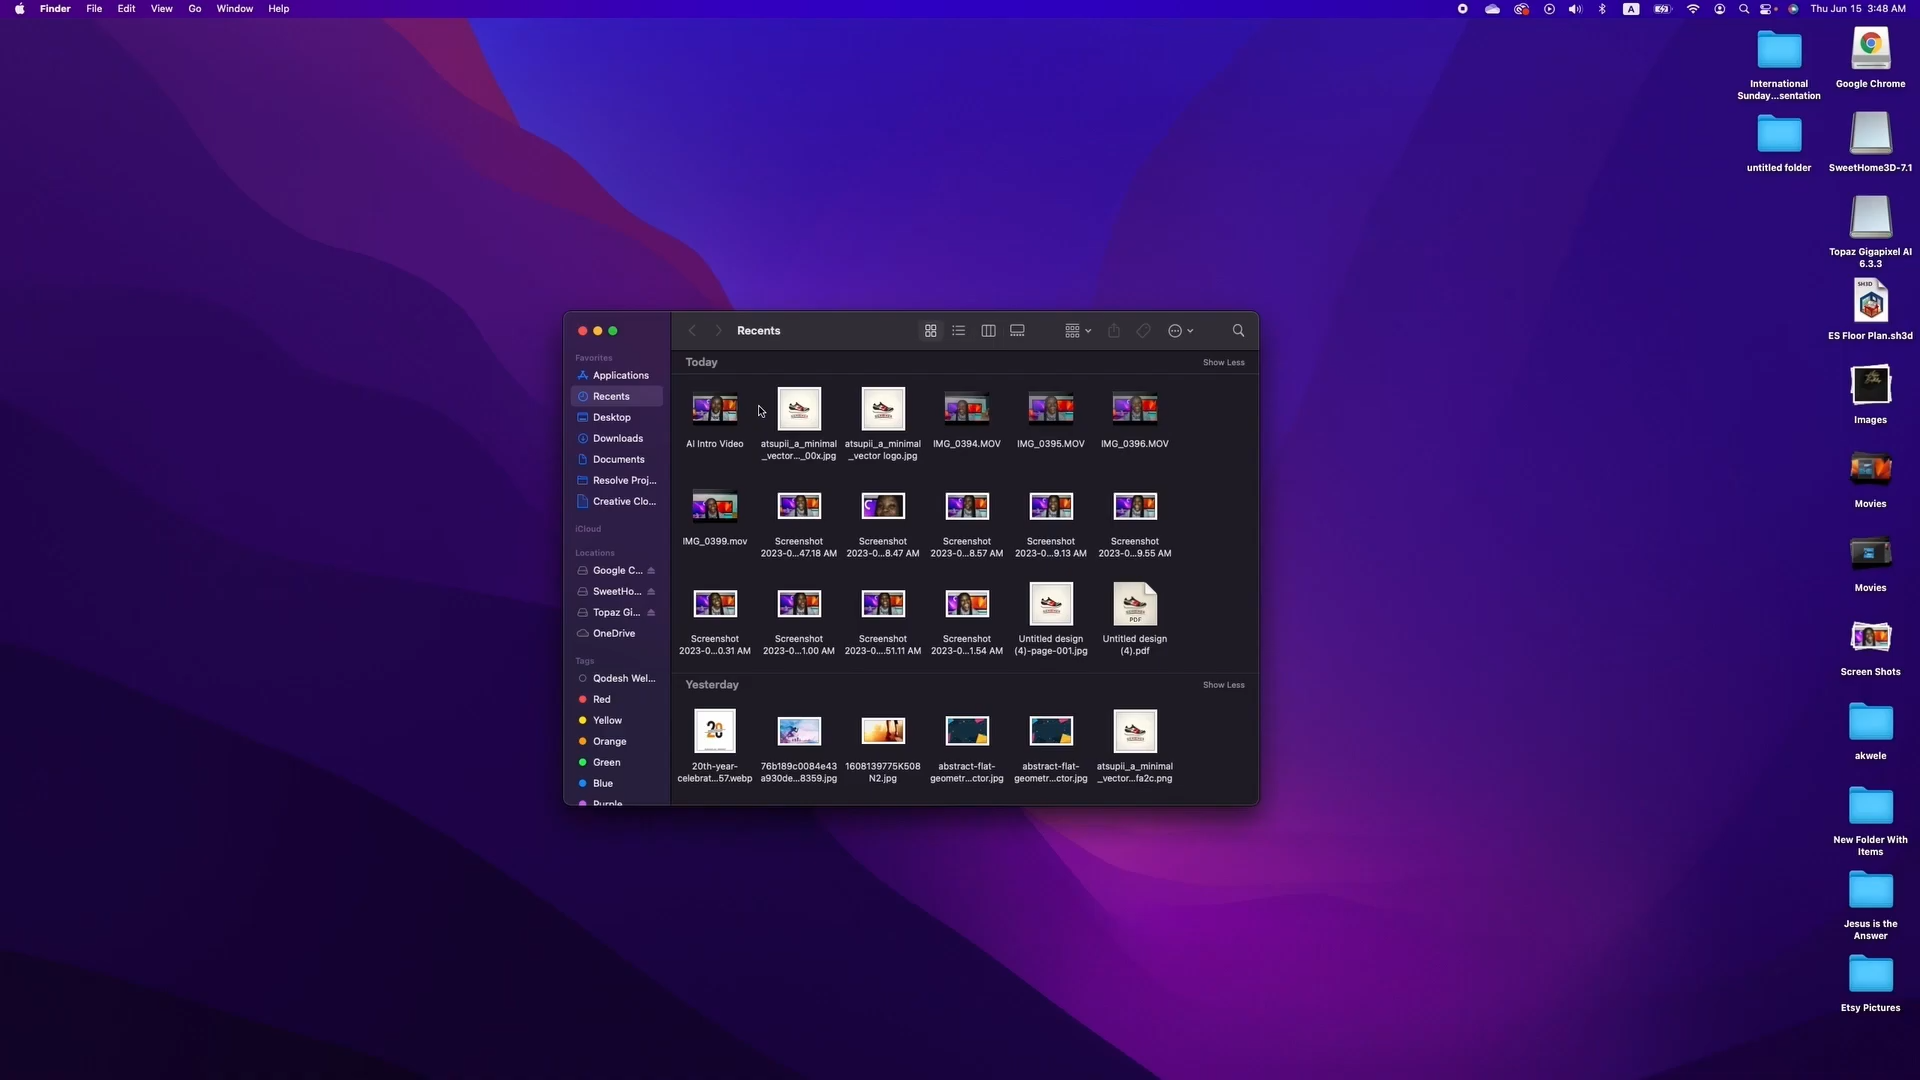 Finder File Edit View Go Window Help
A
Thu Jun 15 3:48 AM
International
Sunday...sentation
Google Chrome
untitled folder
SweetHome3D-7.1
Topaz Gigapixel AI
6.3.3
SH3D
ES Floor Plan.sh3d
Images
Movies
Movies
Screen Shots
akwele
New Folder With
Items
Jesus is the
Answer
Etsy Pictures
Favorites
Applications
Recents
Desktop
Downloads
Documents
Resolve Proj...
Creative Clo...
iCloud
Locations
Google C...
SweetHo...
Topaz Gi...
OneDrive
Tags
Qodesh Wel...
Red
Yellow
Orange
Green
Blue
Purple
Recents
Today
Show Less
AI Intro Video
atsupii_a_minimal
_vector..._00x.jpg
atsupii_a_minimal
_vector logo.jpg
IMG_0394.MOV
IMG_0395.MOV
IMG_0396.MOV
IMG_0399.mov
Screenshot
2023-0...47.18 AM
Screenshot
2023-0...8.47 AM
Screenshot
2023-0...8.57 AM
Screenshot
2023-0...9.13 AM
Screenshot
2023-0...9.55 AM
Screenshot
2023-0...0.31 AM
Screenshot
2023-0...1.00 AM
Screenshot
2023-0....51.11 AM
Screenshot
2023-0...1.54 AM
Untitled design
(4)-page-001.jpg
PDF
Untitled design
(4).pdf
Yesterday
Show Less
20
20th-year-
celebrat...57.webp
76b189c0084e43
a930de...8359.jpg
1608139775K508
N2.jpg
abstract-flat-
geometr...ctor.jpg
abstract-flat-
geometr...ctor.jpg
atsupii_a_minimal
_vector...fa2c.png